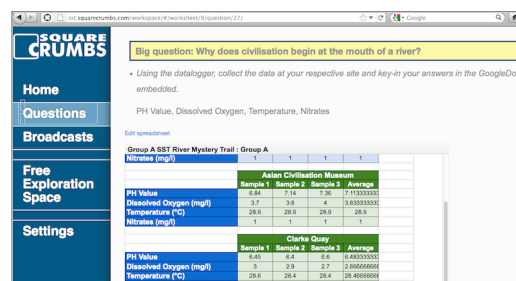 sst.squarecrumbs.com/workspace/#/worksheet/9/question/27/
Google
SQUARE
CRUMBS
Home
Questions
Broadcasts
Free
Exploration
Space
Settings
Big question: Why does civilisation begin at the mouth of a river?
• Using the datalogger, collect the data at your respective site and key-in your answers in the GoogleDo
embedded.
PH Value, Dissolved Oxygen, Temperature, Nitrates
Edit spreadsheet
Group A SST River Mystery Trail : Group A
Nitrates (mg/l) 1 1 1 1
Asian Civilisation Museum
Sample 1 Sample 2 Sample 3 Average
PH Value 6.84 7.14 7.36 7.113333333
Dissolved Oxygen (mg/l) 3.7 3.8 4 3.833333333
Temperature (°C) 28.9 28.9 28.9 28.9
Nitrates (mg/l) 1 1 1 1
Clarke Quay
Sample 1 Sample 2 Sample 3 Average
PH Value 6.45 6.4 6.6 6.483333333
Dissolved Oxygen (mg/l) 3 2.9 2.7 2.866666666
Temperature (°C) 28.6 28.4 28.4 28.46666666